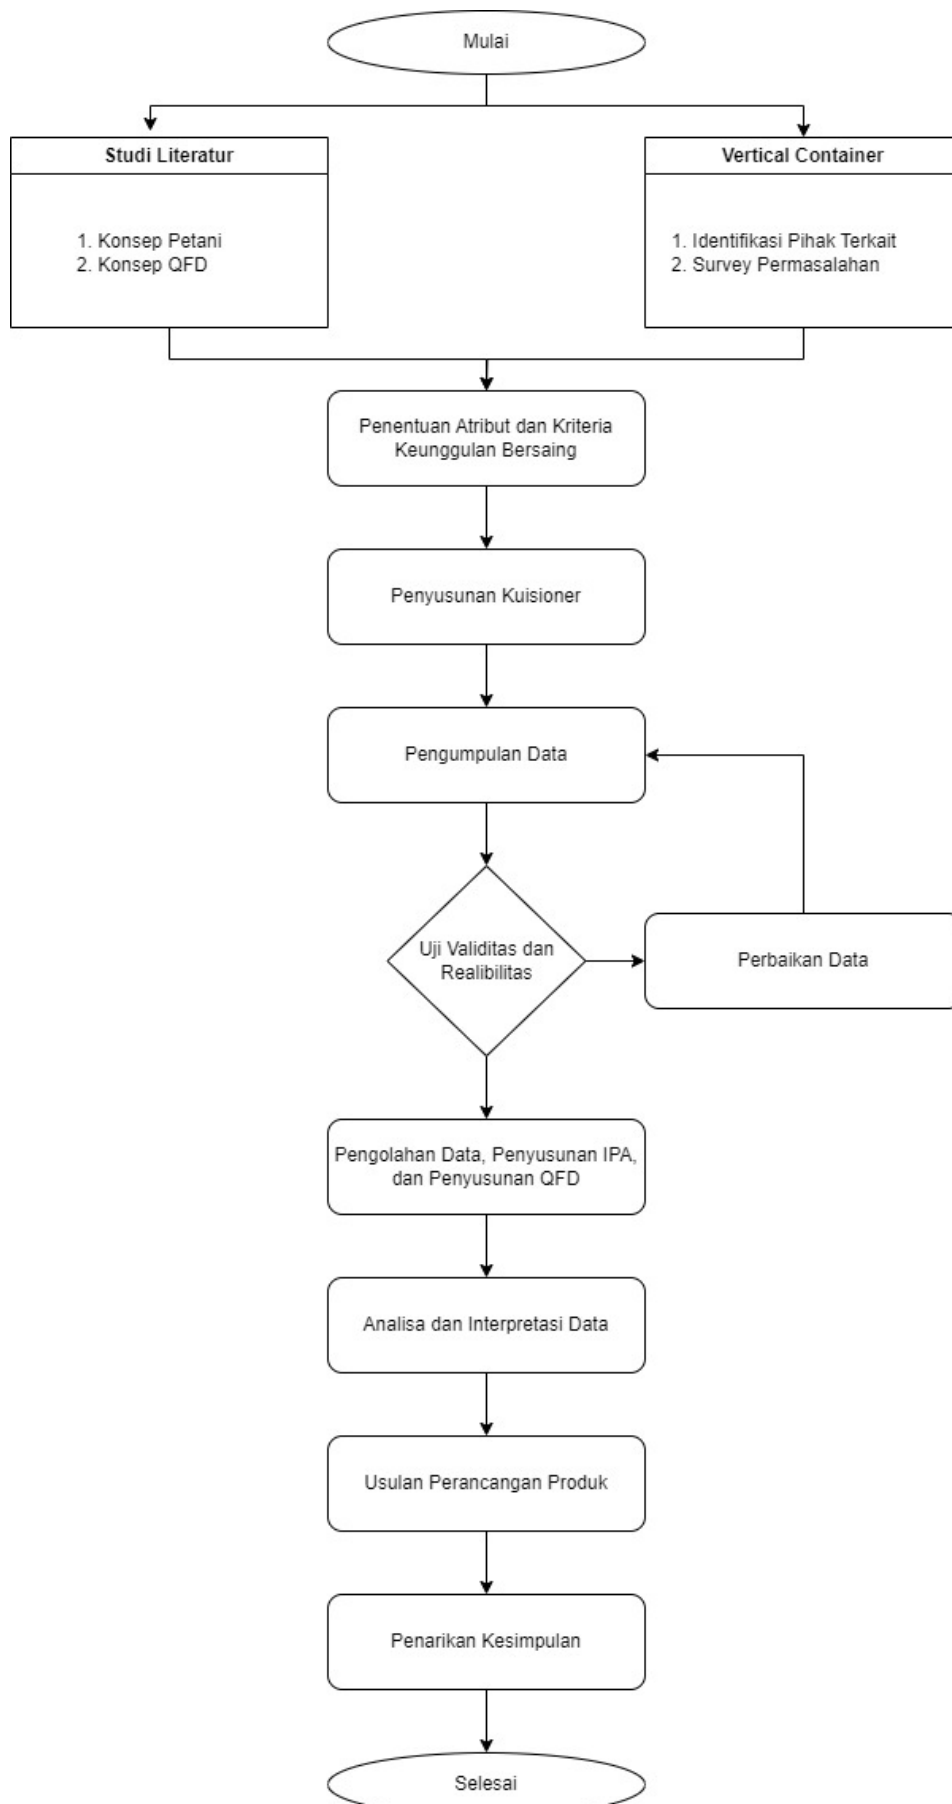 Mulai
Studi Literatur
1. Konsep Petani
2. Konsep QFD
Vertical Container
1. Identifikasi Pihak Terkait
2. Survey Permasalahan
Penentuan Atribut dan Kriteria
Keunggulan Bersaing
Penyusunan Kuisioner
Pengumpulan Data
Uji Validitas dan
Realibilitas
Perbaikan Data
Pengolahan Data, Penyusunan IPA,
dan Penyusunan QFD
Analisa dan Interpretasi Data
Usulan Perancangan Produk
Penarikan Kesimpulan
Selesai